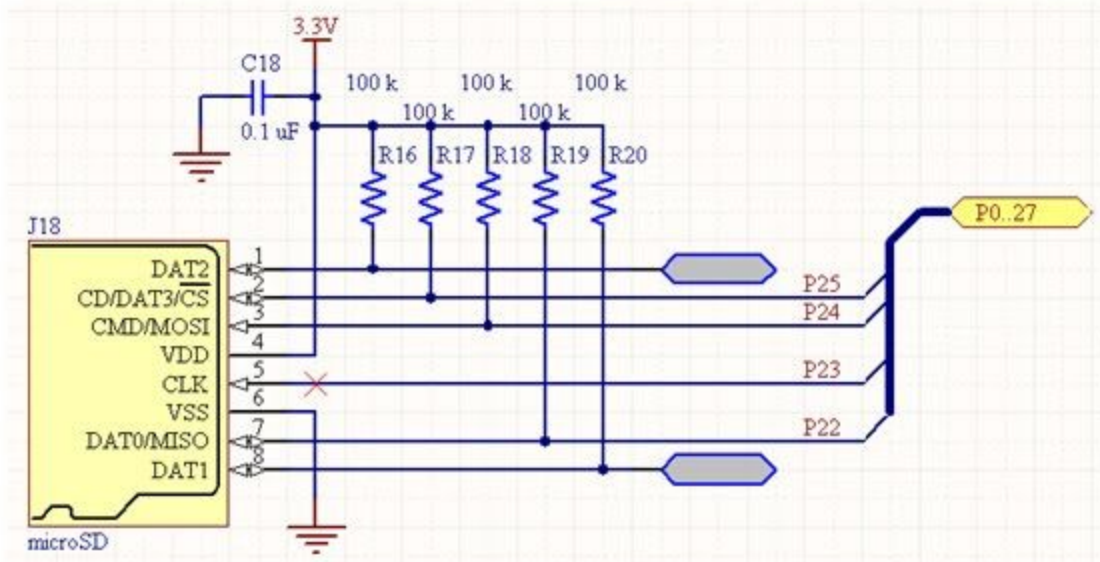 3.3V
C18
100 k 100 k 100 k
100 k 100 k
0.1 uF
R16 R17 R18 R19 R20
P0..27
J18
1
DAT2
2
CD/DAT3/CS P25
3
CMD/MOSI P24
4
VDD
5
CLK P23
6
VSS
7
DAT0/MISO P22
8
DAT1
microSD